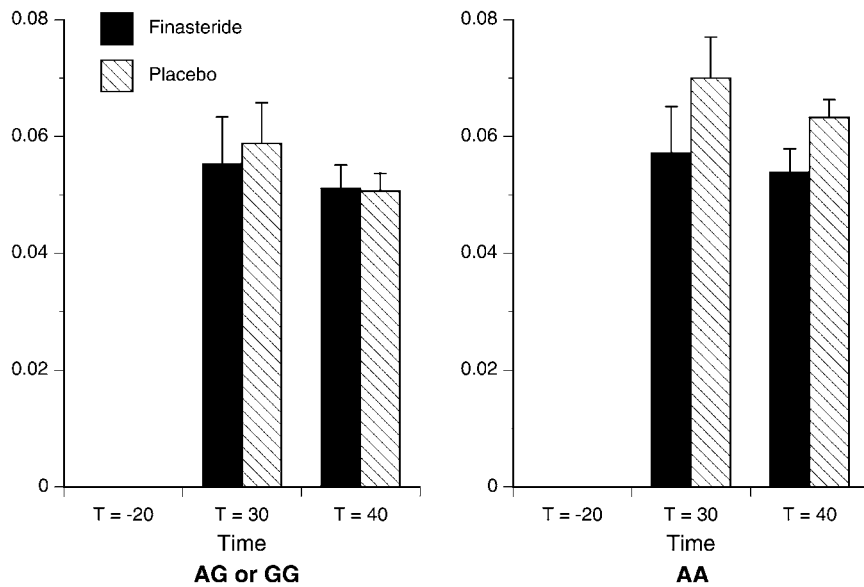 0.08
0.06
0.04
0.02
0
Finasteride
Placebo
T = -20
T = 30
T = 40
Time
AG or GG
0.08
0.06
0.04
0.02
0
T = -20
T = 30
T = 40
Time
AA